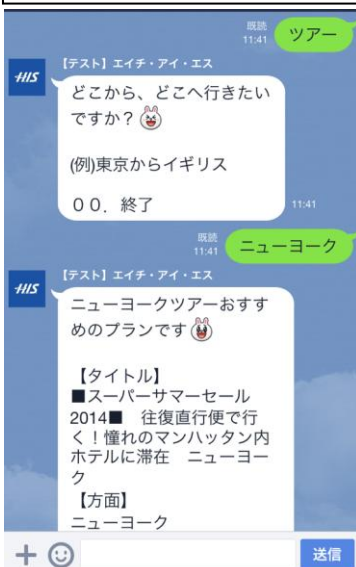 既読
11:41
ツアー
HIS
【テスト】エイチ・アイ・エス
どこから、どこへ行きたい
ですか？
(例)東京からイギリス
００．終了
11:41
既読
11:41
ニューヨーク
HIS
【テスト】エイチ・アイ・エス
ニューヨークツアーおすす
めのプランです
【タイトル】
■スーパーサマーセール
2014■　往復直行便で行
く！憧れのマンハッタン内
ホテルに滞在　ニューヨー
ク
【方面】
ニューヨーク
送信